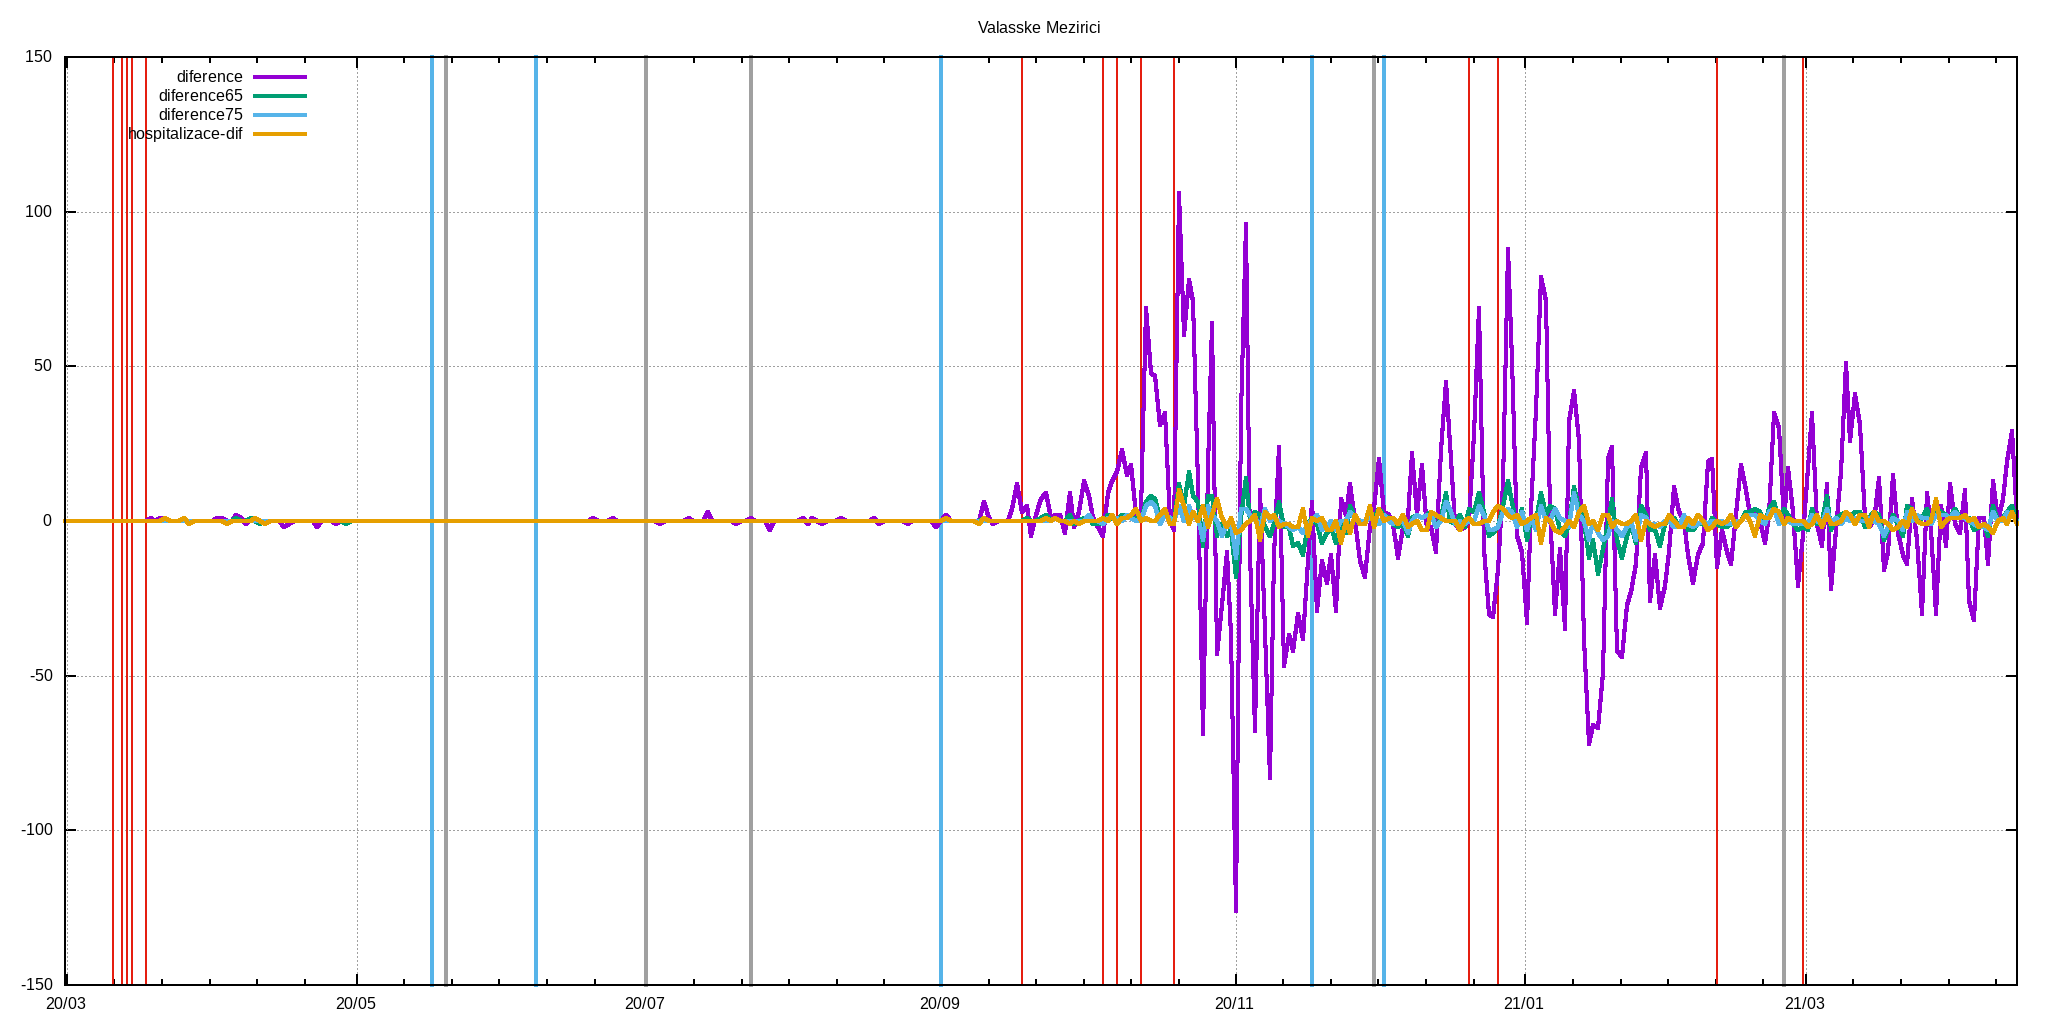 Valasske Mezirici
150
diference
diference65
diference75
hospitalizace-dif
100
50
0
-50
-100
-150
20/03 20/05 20/07 20/09 20/11 21/01 21/03